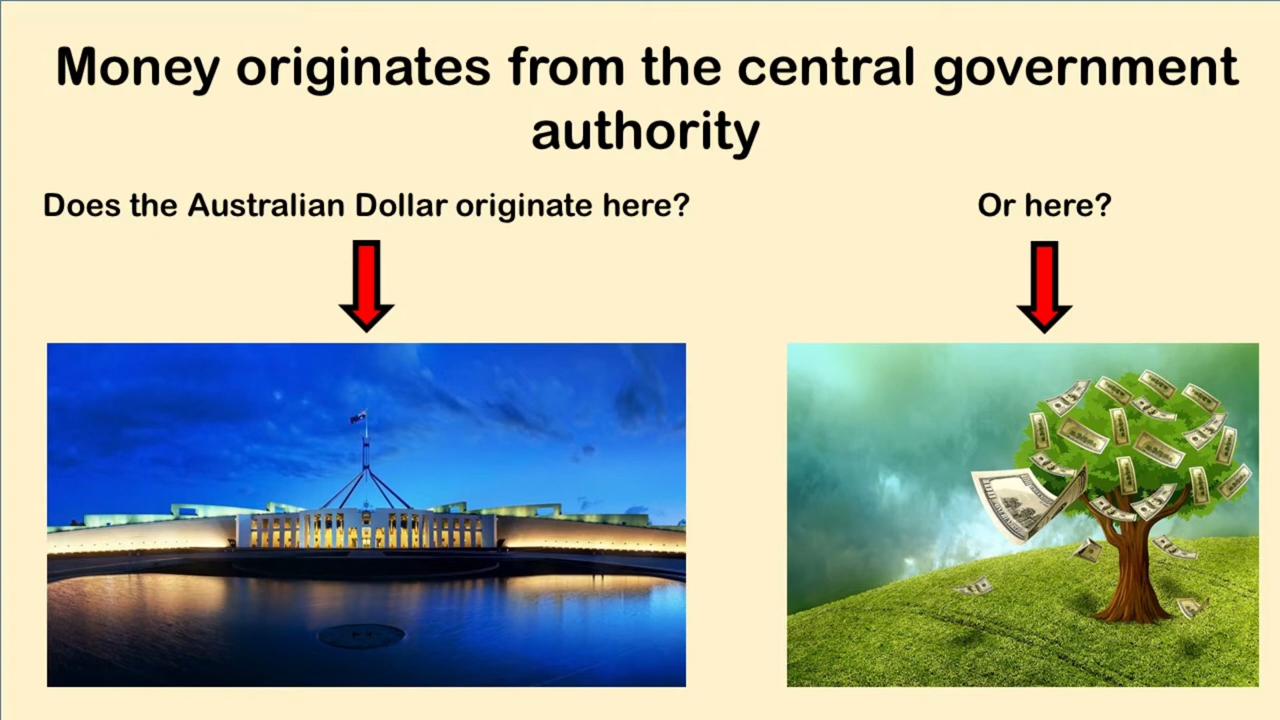 Money originates from the central government
authority
Does the Australian Dollar originate here?
Or here?